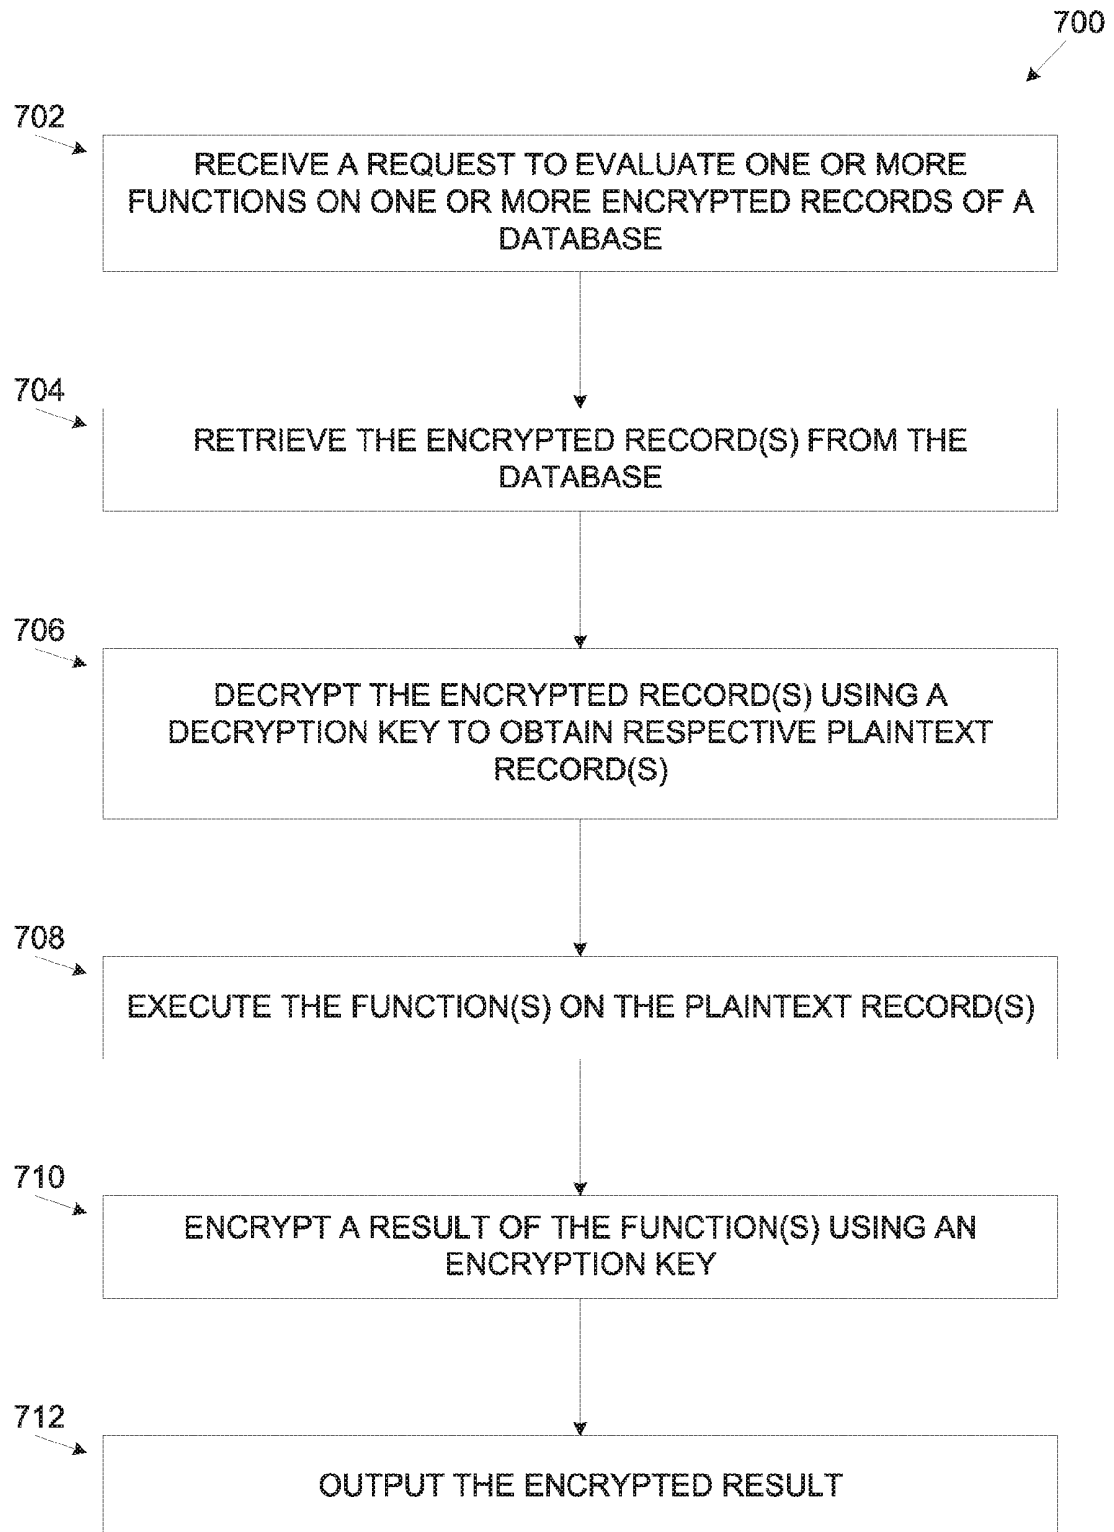 700
702
RECEIVE A REQUEST TO EVALUATE ONE OR MORE
FUNCTIONS ON ONE OR MORE ENCRYPTED RECORDS OF A
DATABASE
704
RETRIEVE THE ENCRYPTED RECORD(S) FROM THE
DATABASE
706
DECRYPT THE ENCRYPTED RECORD(S) USING A
DECRYPTION KEY TO OBTAIN RESPECTIVE PLAINTEXT
RECORD(S)
708
EXECUTE THE FUNCTION(S) ON THE PLAINTEXT RECORD(S)
710
ENCRYPT A RESULT OF THE FUNCTION(S) USING AN
ENCRYPTION KEY
712
OUTPUT THE ENCRYPTED RESULT